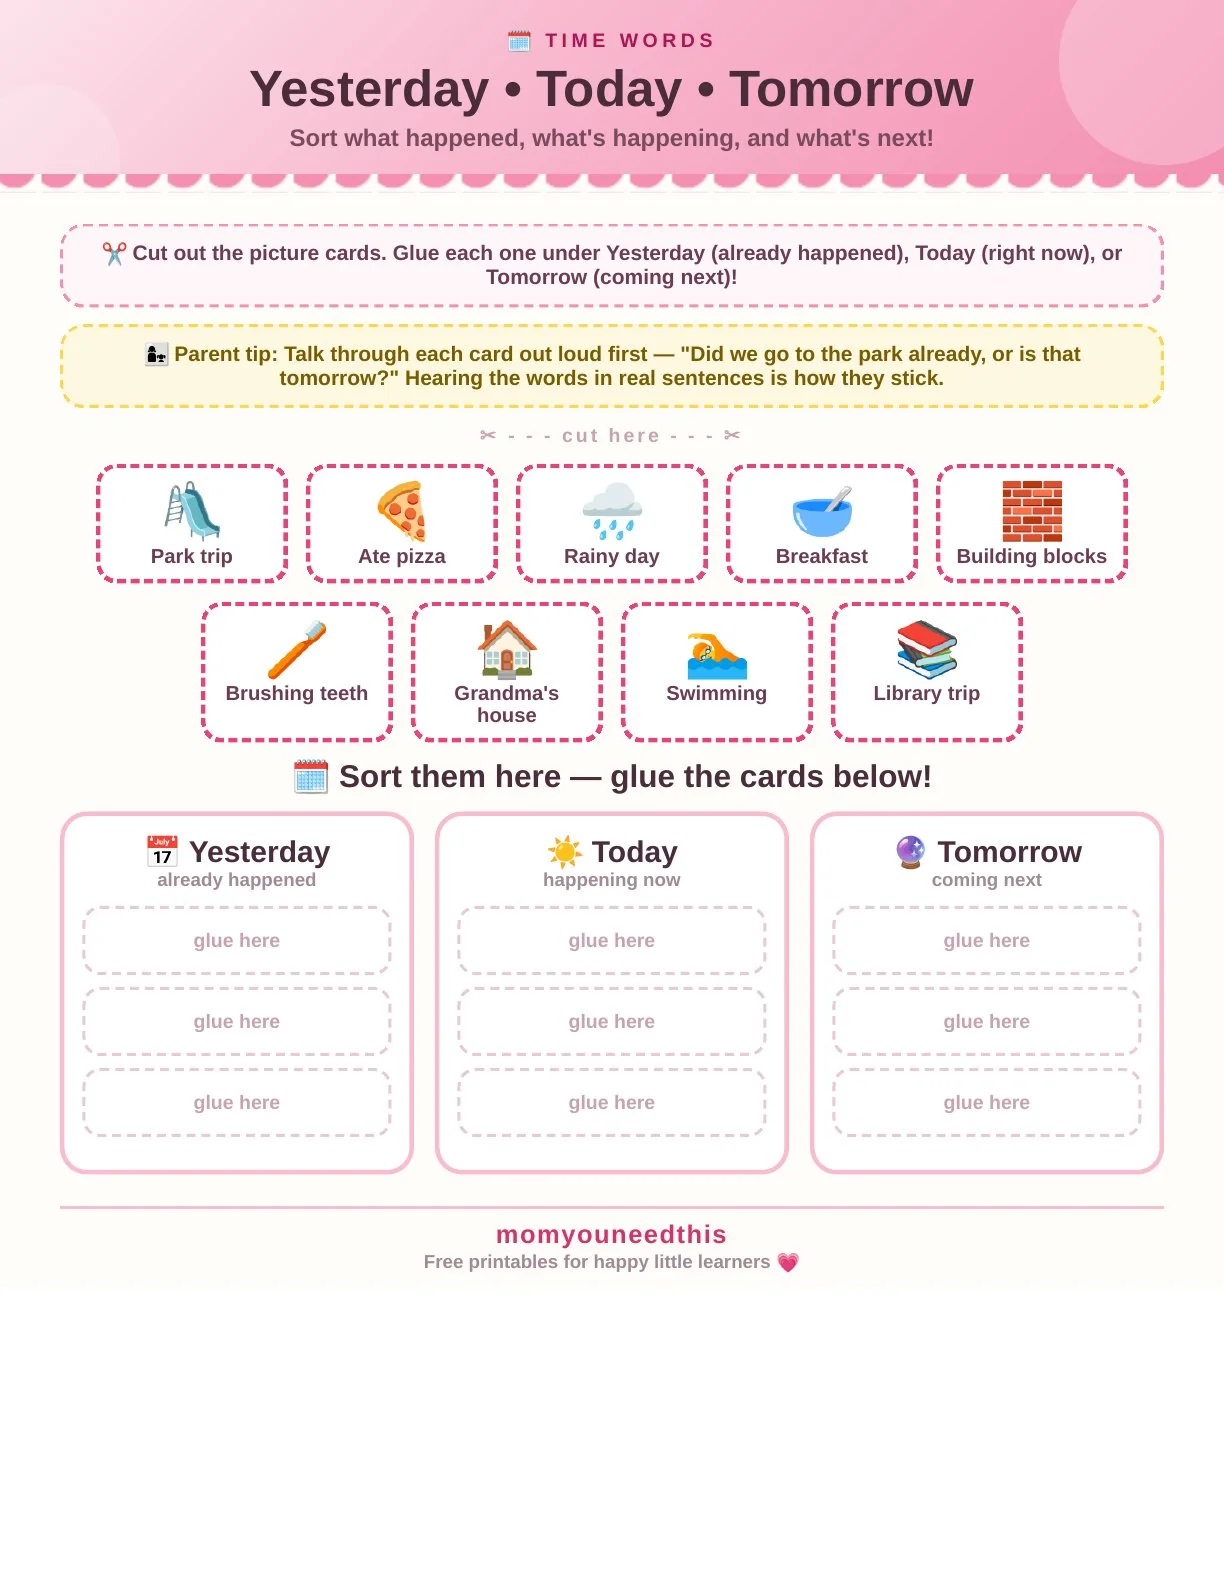 TIME WORDS
Yesterday • Today • Tomorrow
Sort what happened, what's happening, and what's next!
Cut out the picture cards. Glue each one under Yesterday (already happened), Today (right now), or
Tomorrow (coming next)!
Parent tip: Talk through each card out loud first — "Did we go to the park already, or is that
tomorrow?" Hearing the words in real sentences is how they stick.
✂ - - - cut here - - - ✂
Park trip
Ate pizza
Rainy day
Breakfast
Building blocks
Brushing teeth
Grandma's
house
Swimming
Library trip
Sort them here — glue the cards below!
July
17
Yesterday
already happened
glue here
glue here
glue here
Today
happening now
glue here
glue here
glue here
Tomorrow
coming next
glue here
glue here
glue here
momyouneedthis
Free printables for happy little learners